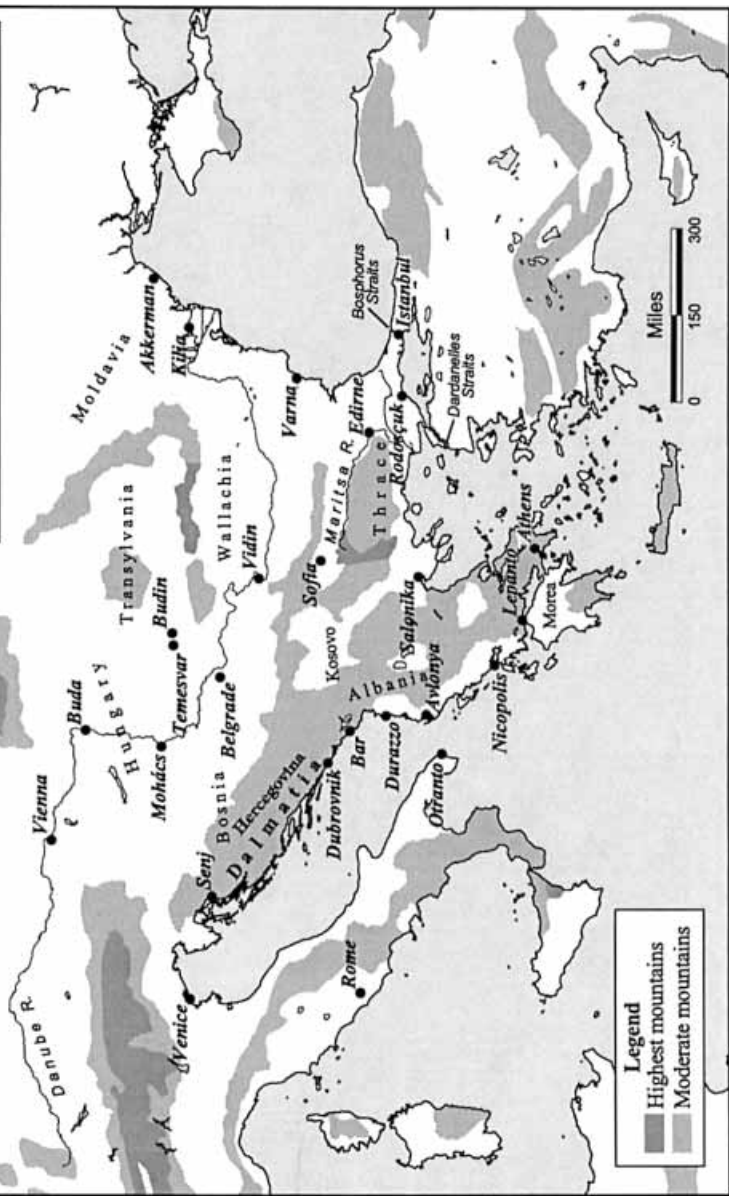 Danube R.
Vienna
é
Buda
Hungary
Mohács
Temesvar
Budin
Transylvania
Moldavia
Akkerman
Kilia
Venice
Senj
Bosnia
Belgrade
Vidin
Wallachia
Varna
Hercegovina
Dalmatia
Dubrovnik
Bar
Kosovo
Sofia
Maritsa R.
Edirne
Bosphorus
Straits
Istanbul
Rome
Albania
Durazzo
Avlonya
Salonika
Thrace
Rodosçuk
Dardanelles
Straits
Otranto
Nicopolis
Lepanto
Athens
Morea
Miles
0
150
300
Legend
Highest mountains
Moderate mountains